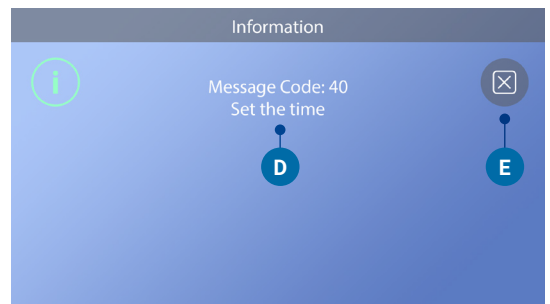 Information
i
Message Code: 40
Set the time
D
E